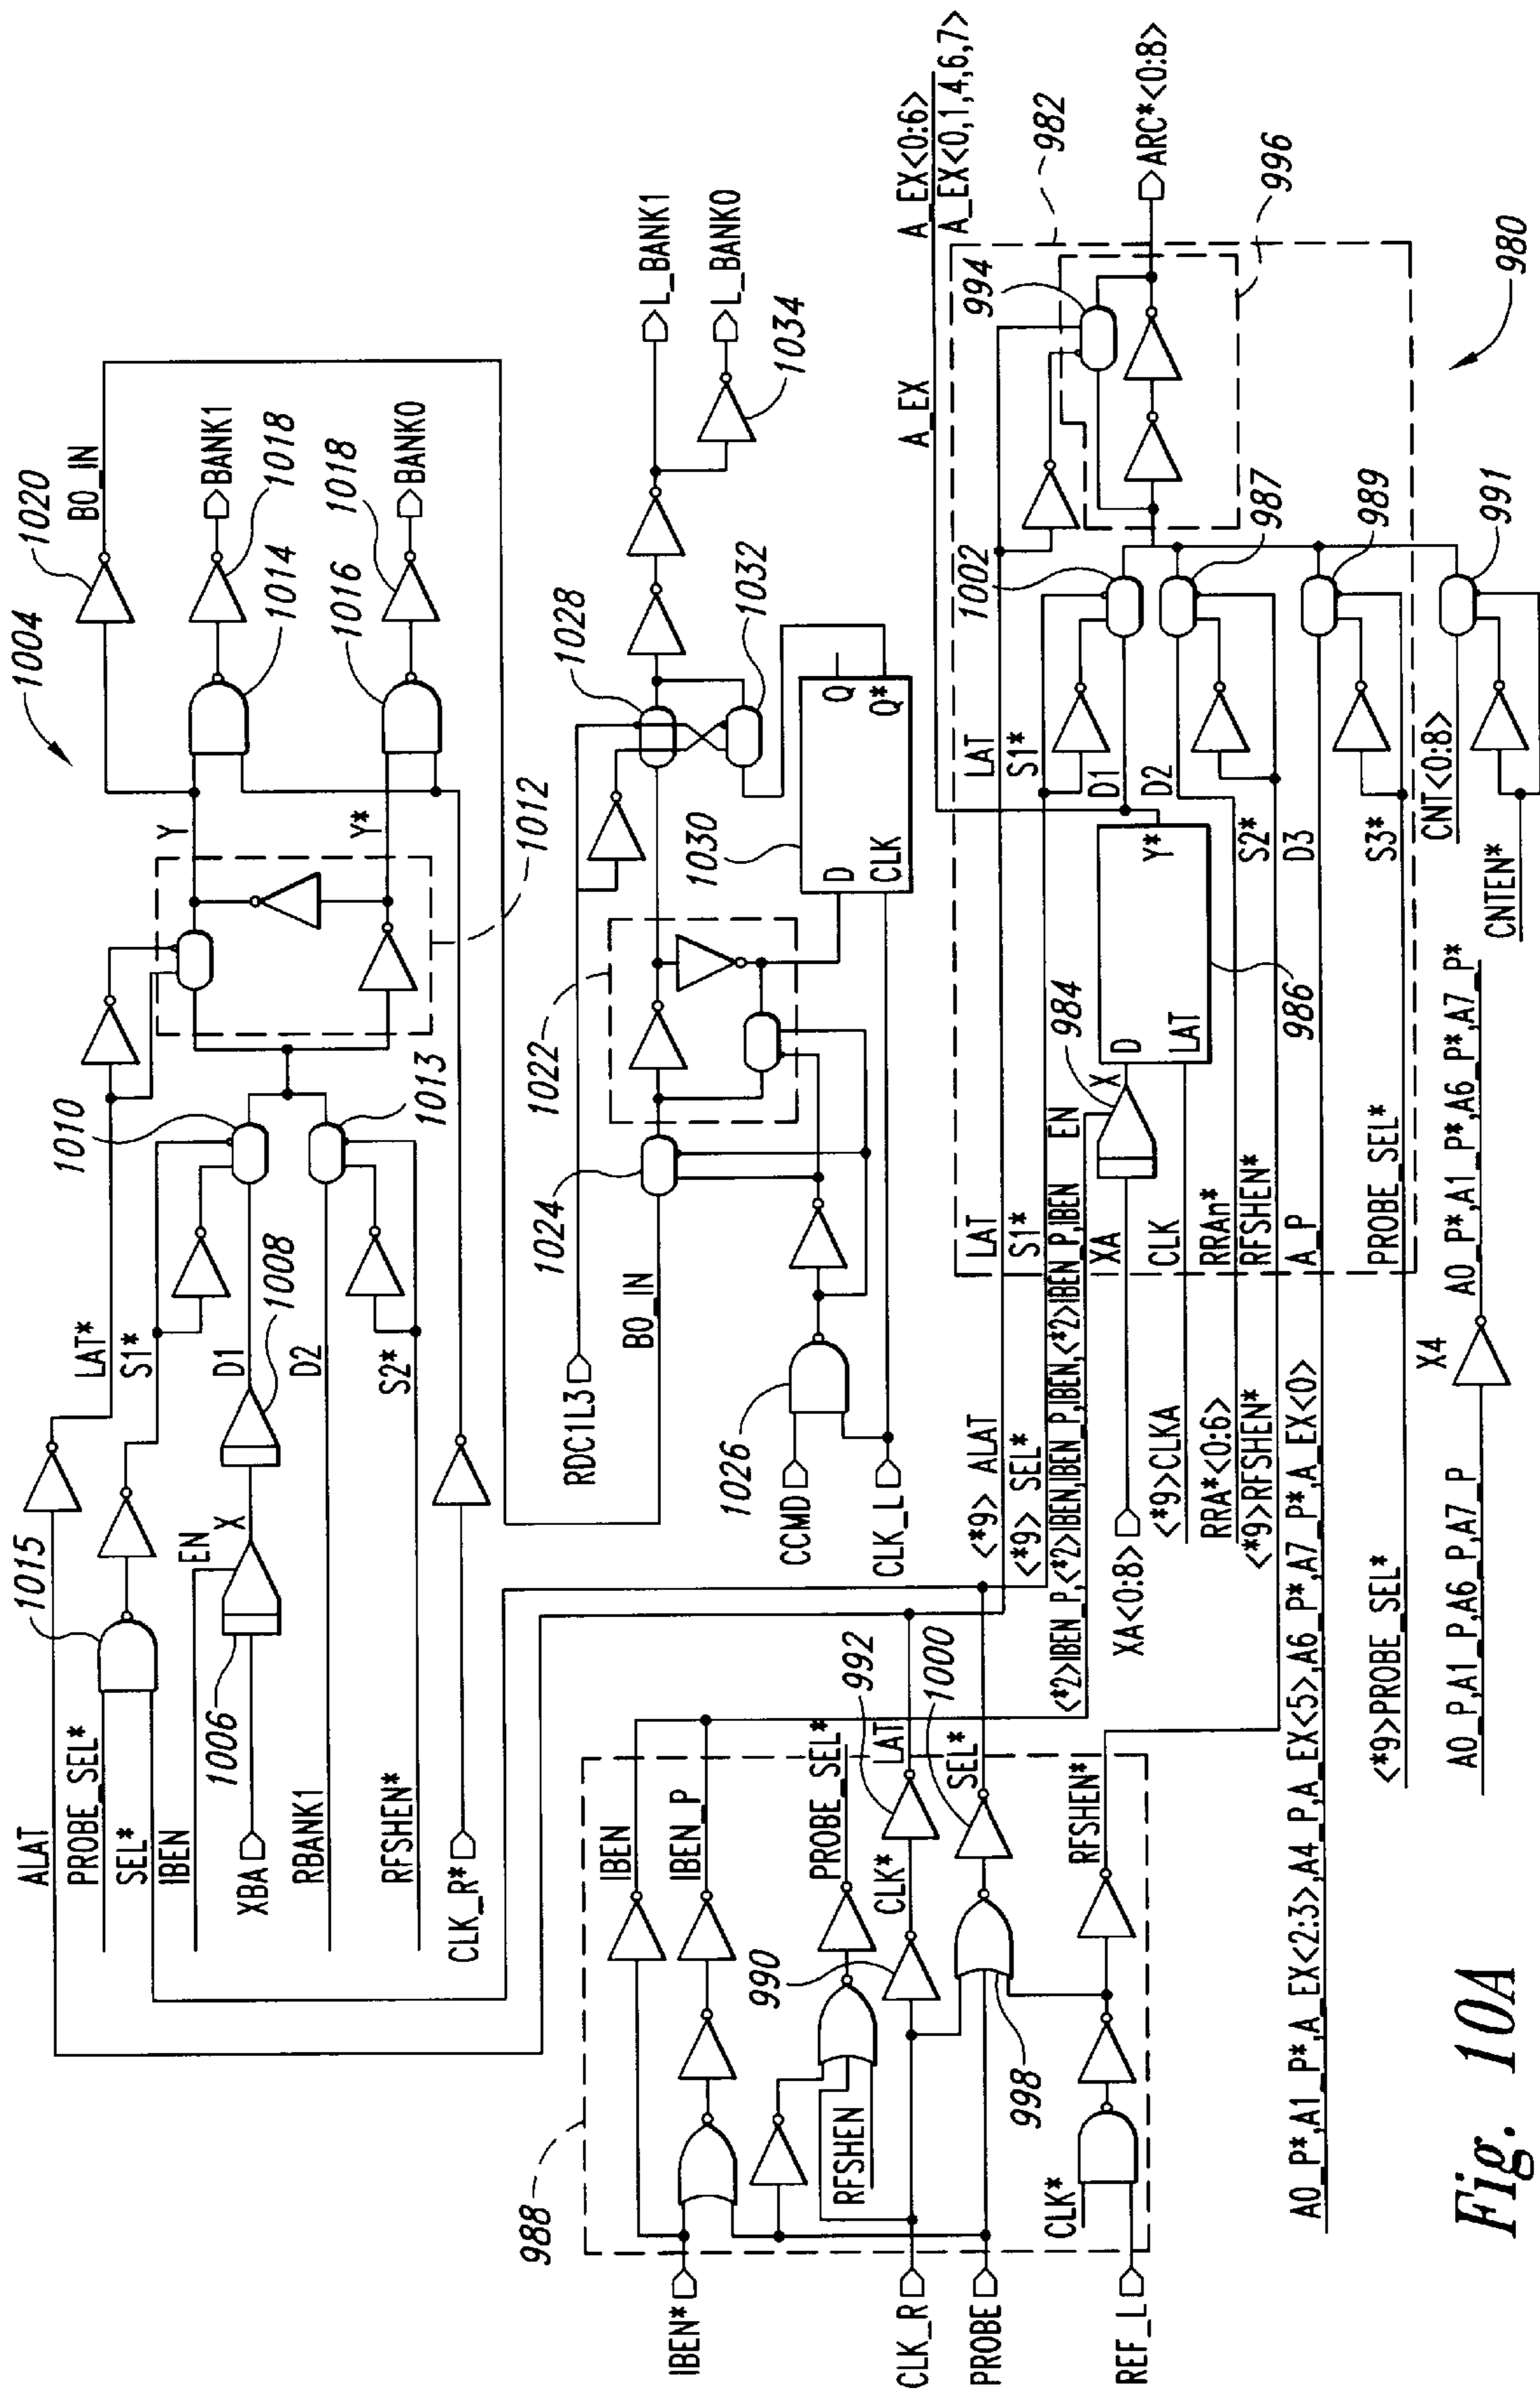 1004
1020
BO_IN
BANK1
1018
1014
1018
BANK0
1016
Y
Y*
1012
1010
1013
LAT*
S1*
D1
1008
D2
S2*
1015
EN
X
1006
ALAT
PROBE_SEL*
SEL*
IBEN
XBA
RBANK1
RFSHEN*
CLK_R*
L_BANK1
L_BANK0
1034
1028
1032
Q
Q*
1030
D
CLK
1022
1024
BO_IN
RDC1L3
1026
CCMD
CLK_L
A_EX<0:6>
A_EX<0,1,4,6,7>
A_EX
982
994
ARC*<0:8>
996
1002
987
989
991
LAT
S1*
D1
D2
S2*
D3
S3*
CNT<0:8>
CNTEN*
Y*
D
LAT
986
984
X
EN
LAT
S1*
XA
CLK
RRAn*
RFSHEN*
A_P
PROBE_SEL*
<*9> ALAT
<*9> SEL*
<*2>IBEN_P,<*2>IBEN,IBEN_P,IBEN,<*2>IBEN_P,IBEN
XA<0:8>
<*9>CLKA
RRA*<0:6>
<*9>RFSHEN*
A0_P*,A1_P*,A_EX<2:3>,A4_P,A_EX<5>,A6_P*,A7_P*,A_EX<0>
<*9>PROBE_SEL*
A0_P,A1_P,A6_P,A7_P
X4
A0_P*,A1_P*,A6_P*,A7_P*
988
IBEN
IBEN_P
PROBE_SEL*
990
992
CLK*
LAT
1000
SEL*
998
RFSHEN
RFSHEN*
CLK*
IBEN*
CLK_R
PROBE
REF_L
980
Fig. 10A